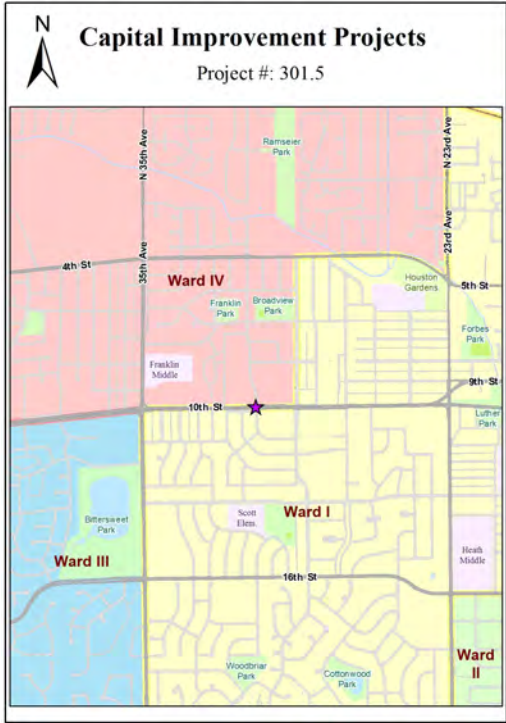 N
Capital Improvement Projects
Project #: 301.5
Ramseier
Park
N 35th Ave
N 23rd Ave
35th Ave
23rd Ave
4th St
Ward IV
Houston
Gardens
5th St
Franklin
Park
Broadview
Park
Forbes
Park
Franklin
Middle
9th St
10th St
Luther
Park
Scott
Elem.
Ward I
Bittersweet
Park
Heath
Middle
Ward III
16th St
Woodbriar
Park
Cottonwood
Park
Ward
II